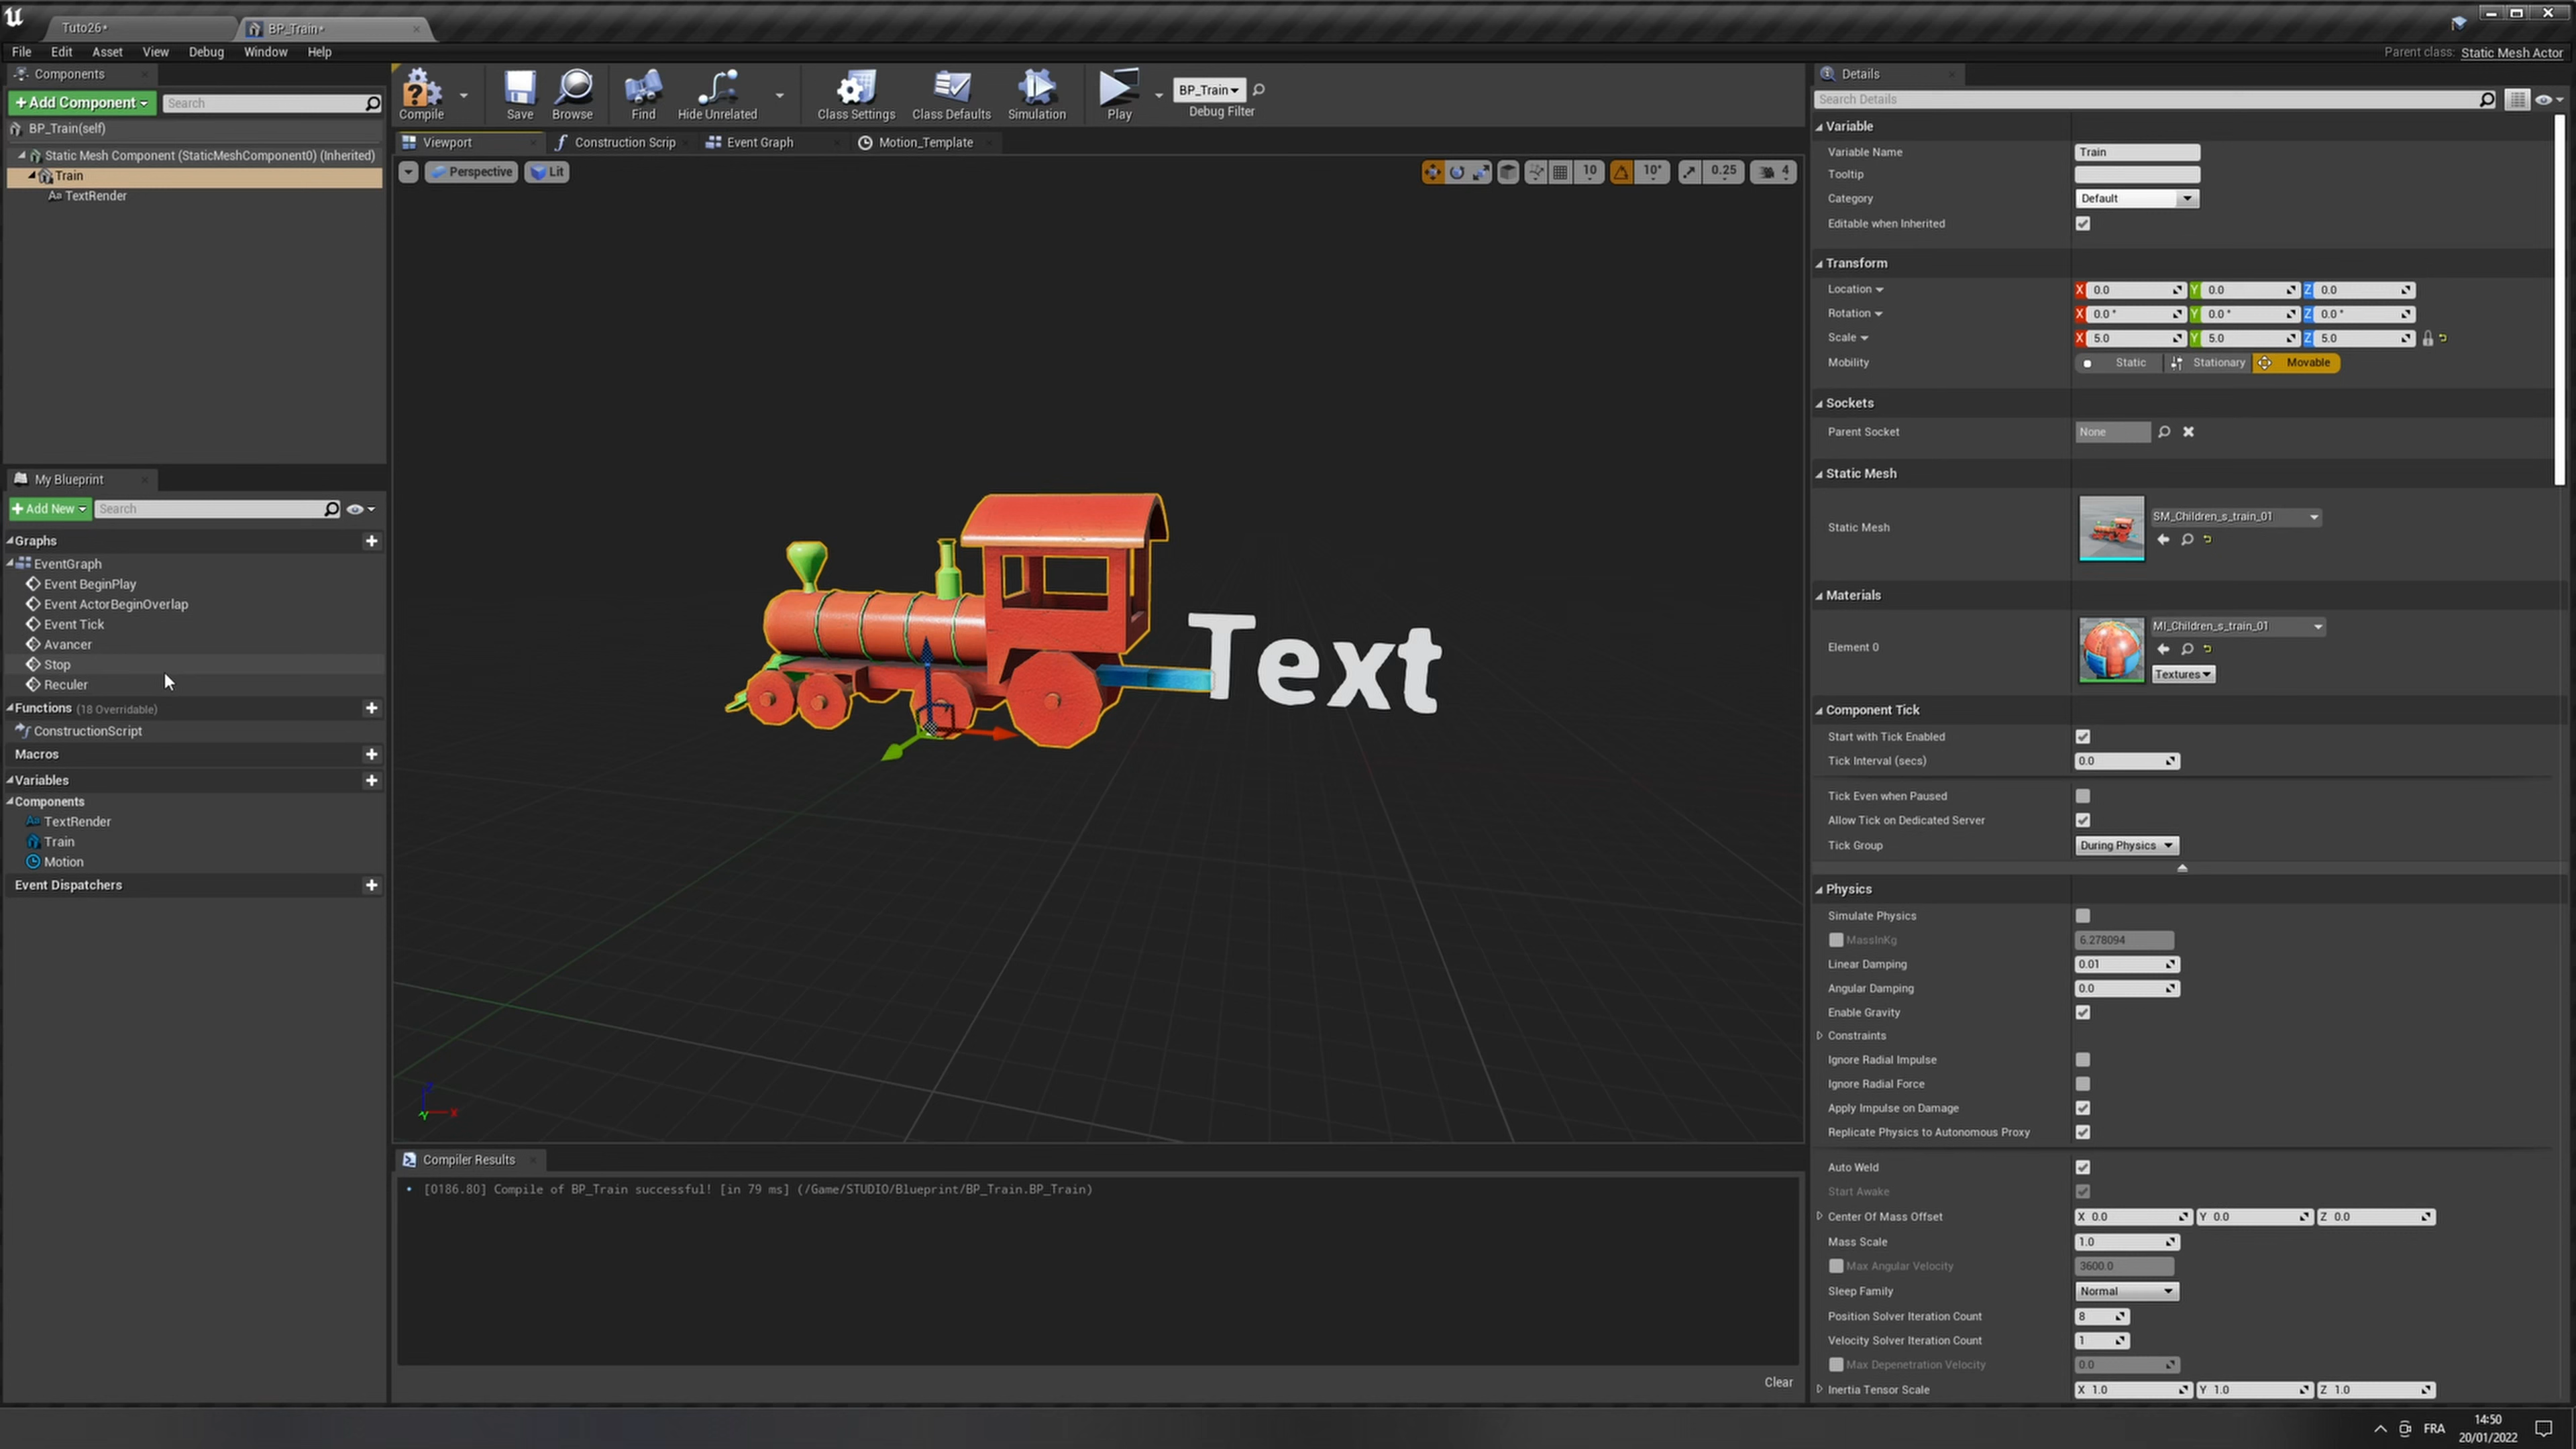 Tuto26*
BP_Train*
File Edit Asset View Debug Window Help
Parent class: Static Mesh Actor
Components
+Add Component
Search
BP_Train(self)
Static Mesh Component (StaticMeshComponent0) (Inherited)
Train
TextRender
My Blueprint
+Add New
Search
Graphs
EventGraph
Event BeginPlay
Event ActorBeginOverlap
Event Tick
Avancer
Stop
Reculer
Functions (18 Overridable)
ConstructionScript
Macros
Variables
Components
TextRender
Train
Motion
Event Dispatchers
Compile
Save
Browse
Find
Hide Unrelated
Class Settings
Class Defaults
Simulation
Play
BP_Train
Debug Filter
Viewport
Construction Scrip
Event Graph
Motion_Template
Perspective
Lit
10
10°
0.25
4
Text
Z
Y
X
Compiler Results
[0186.80] Compile of BP_Train successful! [in 79 ms] (/Game/STUDIO/Blueprint/BP_Train.BP_Train)
Clear
Details
Search Details
Variable
Variable Name Train
Tooltip
Category Default
Editable when Inherited
Transform
Location X 0.0 Y 0.0 Z 0.0
Rotation X 0.0 ° Y 0.0 ° Z 0.0 °
Scale X 5.0 Y 5.0 Z 5.0
Mobility Static Stationary Movable
Sockets
Parent Socket None
Static Mesh
Static Mesh SM_Children_s_train_01
Materials
Element 0 MI_Children_s_train_01
Textures
Component Tick
Start with Tick Enabled
Tick Interval (secs) 0.0
Tick Even when Paused
Allow Tick on Dedicated Server
Tick Group During Physics
Physics
Simulate Physics
MassInKg 6.278094
Linear Damping 0.01
Angular Damping 0.0
Enable Gravity
Constraints
Ignore Radial Impulse
Ignore Radial Force
Apply Impulse on Damage
Replicate Physics to Autonomous Proxy
Auto Weld
Start Awake
Center Of Mass Offset X 0.0 Y 0.0 Z 0.0
Mass Scale 1.0
Max Angular Velocity 3600.0
Sleep Family Normal
Position Solver Iteration Count 8
Velocity Solver Iteration Count 1
Max Depenetration Velocity 0.0
Inertia Tensor Scale X 1.0 Y 1.0 Z 1.0
FRA
14:50
20/01/2022